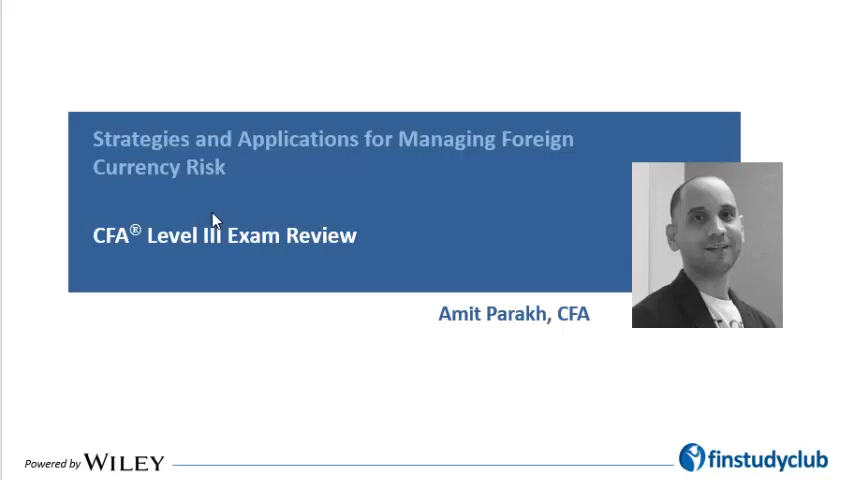 Strategies and Applications for Managing Foreign
Currency Risk
CFA® Level III Exam Review
Amit Parakh, CFA
Powered by WILEY
finstudyclub